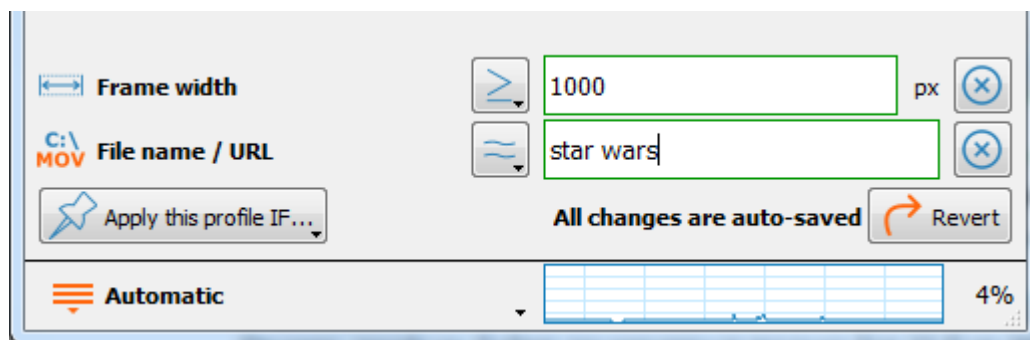 Frame width ≥ 1000 px
C:\
MOV File name / URL ≈ star wars
Apply this profile IF... All changes are auto-saved Revert
Automatic 4%